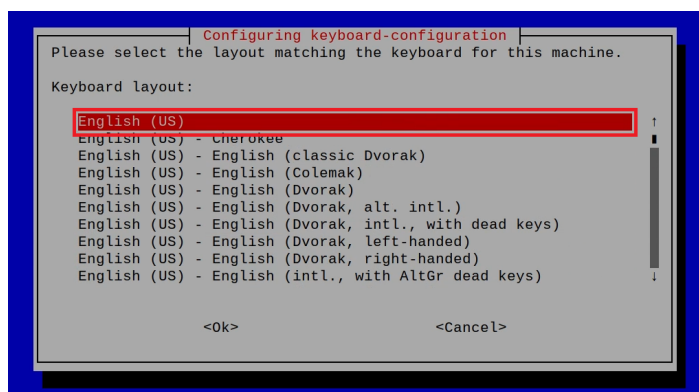 Configuring keyboard-configuration
Please select the layout matching the keyboard for this machine.
Keyboard layout:
English (US)
English (US) - Cherokee
English (US) - English (classic Dvorak)
English (US) - English (Colemak)
English (US) - English (Dvorak)
English (US) - English (Dvorak, alt. intl.)
English (US) - English (Dvorak, intl., with dead keys)
English (US) - English (Dvorak, left-handed)
English (US) - English (Dvorak, right-handed)
English (US) - English (intl., with AltGr dead keys)
<Ok> <Cancel>